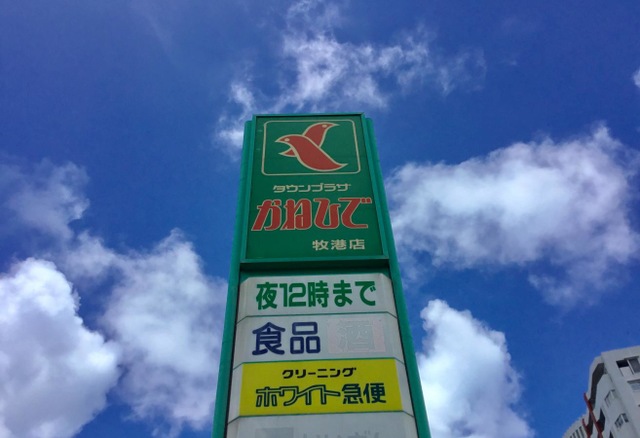 タウンプラザ
かねひで
牧港店
夜12時まで
食品 酒
クリーニング
ホワイト急便